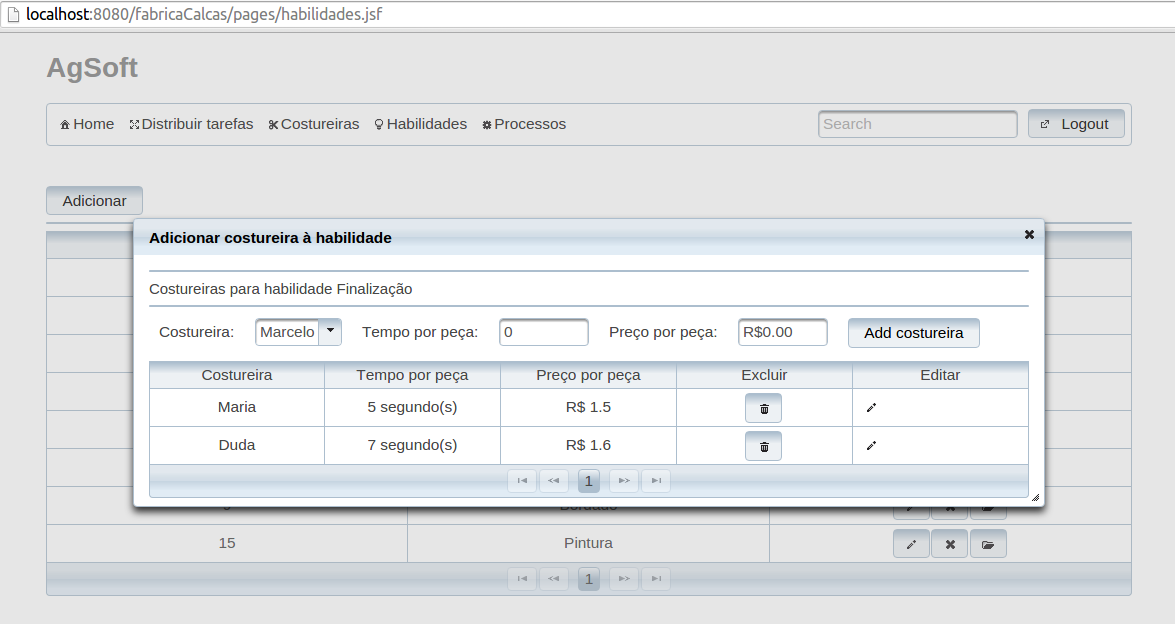 localhost:8080/fabricaCalcas/pages/habilidades.jsf
AgSoft
Home Distribuir tarefas Costureiras Habilidades Processos Search Logout
Adicionar
Adicionar costureira à habilidade
Costureiras para habilidade Finalização
Costureira: Marcelo Tempo por peça: 0 Preço por peça: R$0.00 Add costureira
Costureira Tempo por peça Preço por peça Excluir Editar
Maria 5 segundo(s) R$ 1.5
Duda 7 segundo(s) R$ 1.6
1
15 Pintura
1